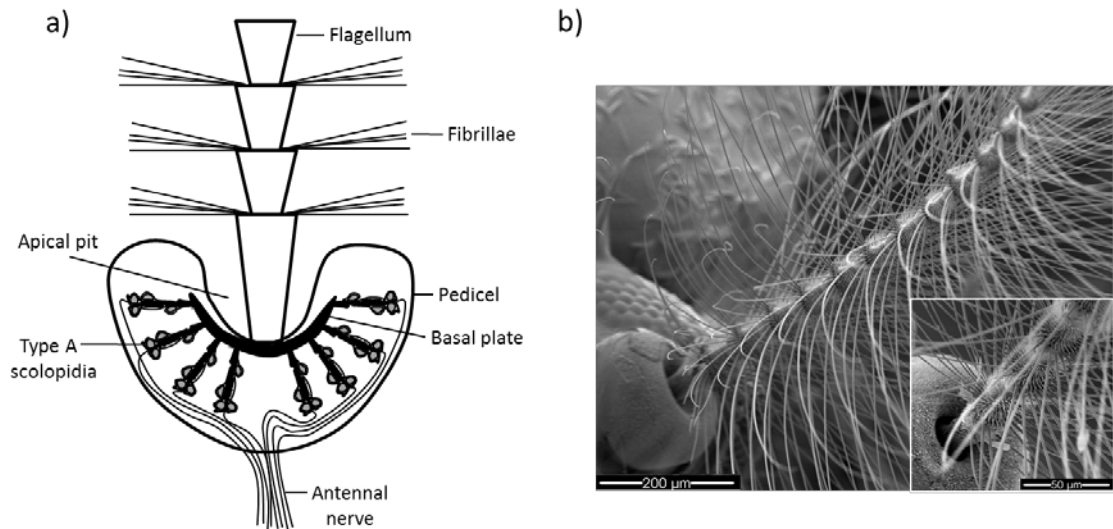 a)
Flagellum
Fibrillae
Apical pit
Pedicel
Basal plate
Type A
scolopidia
Antennal
nerve
b)
200 µm
50 µm